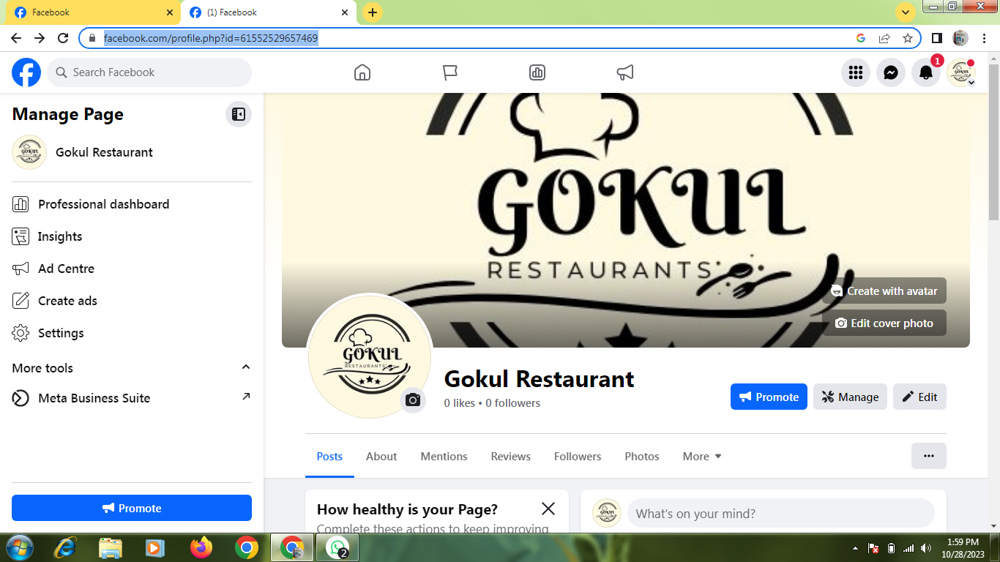 Facebook
(1) Facebook
facebook.com/profile.php?id=61552529657469
Search Facebook
1
Manage Page
Gokul Restaurant
Professional dashboard
Insights
Ad Centre
Create ads
Settings
More tools
Meta Business Suite
Promote
GOKUL
RESTAURANTS
Create with avatar
Edit cover photo
GOKUL
RESTAURANTS
Gokul Restaurant
0 likes • 0 followers
Promote
Manage
Edit
Posts
About
Mentions
Reviews
Followers
Photos
More
How healthy is your Page?
Complete these actions to keep improving
What's on your mind?
2
1:59 PM
10/28/2023